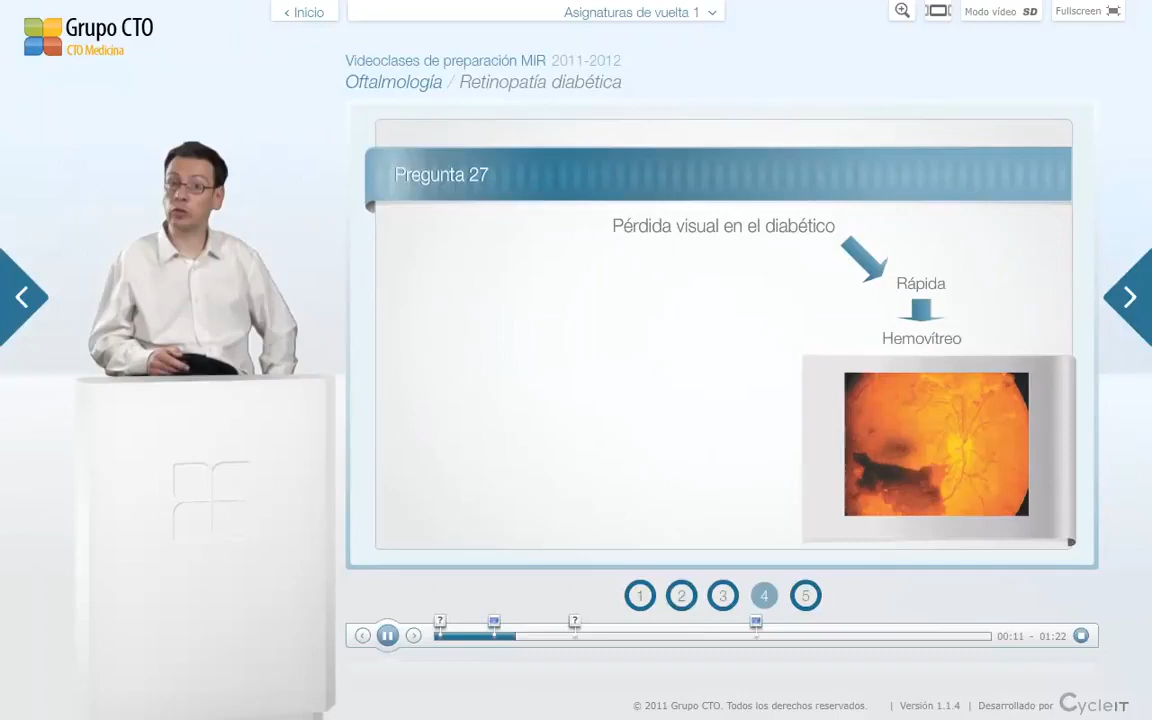 Grupo CTO
CTO Medicina
‹ Inicio
Asignaturas de vuelta 1
Modo vídeo SD
Fullscreen
Videoclases de preparación MIR 2011-2012
Oftalmología / Retinopatía diabética
Pregunta 27
Pérdida visual en el diabético
Rápida
Hemovítreo
1 2 3 4 5
? ?
00:11 - 01:22
© 2011 Grupo CTO. Todos los derechos reservados. | Versión 1.1.4 | Desarrollado por CycleIT